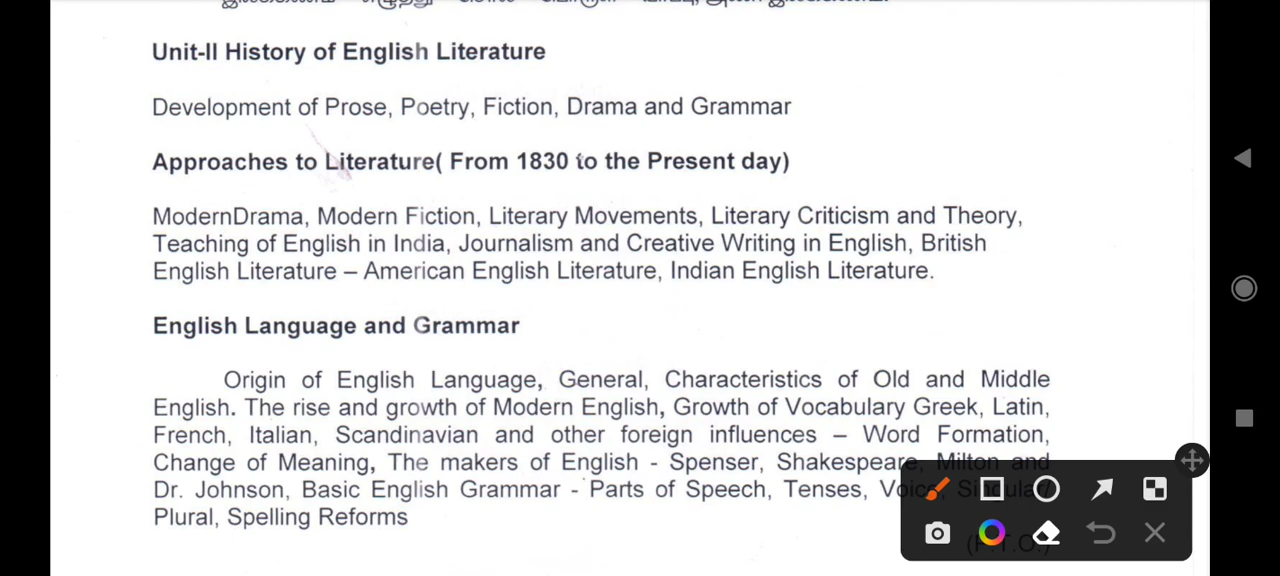 Unit-II History of English Literature
Development of Prose, Poetry, Fiction, Drama and Grammar
Approaches to Literature( From 1830 to the Present day)
ModernDrama, Modern Fiction, Literary Movements, Literary Criticism and Theory,
Teaching of English in India, Journalism and Creative Writing in English, British
English Literature – American English Literature, Indian English Literature.
English Language and Grammar
Origin of English Language, General, Characteristics of Old and Middle
English. The rise and growth of Modern English, Growth of Vocabulary Greek, Latin,
French, Italian, Scandinavian and other foreign influences – Word Formation,
Change of Meaning, The makers of English - Spenser, Shakespeare, Milton and
Dr. Johnson, Basic English Grammar - Parts of Speech, Tenses, Voice, Singular/
Plural, Spelling Reforms
(P.T.O.)